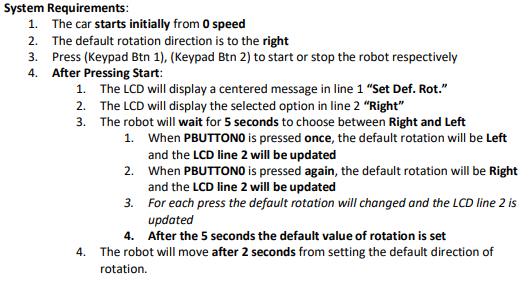 System Requirements:
1. The car starts initially from 0 speed
2. The default rotation direction is to the right
3. Press (Keypad Btn 1), (Keypad Btn 2) to start or stop the robot respectively
4. After Pressing Start:
1. The LCD will display a centered message in line 1 “Set Def. Rot.”
2. The LCD will display the selected option in line 2 “Right”
3. The robot will wait for 5 seconds to choose between Right and Left
1. When PBUTTON0 is pressed once, the default rotation will be Left
and the LCD line 2 will be updated
2. When PBUTTON0 is pressed again, the default rotation will be Right
and the LCD line 2 will be updated
3. For each press the default rotation will changed and the LCD line 2 is
updated
4. After the 5 seconds the default value of rotation is set
4. The robot will move after 2 seconds from setting the default direction of
rotation.